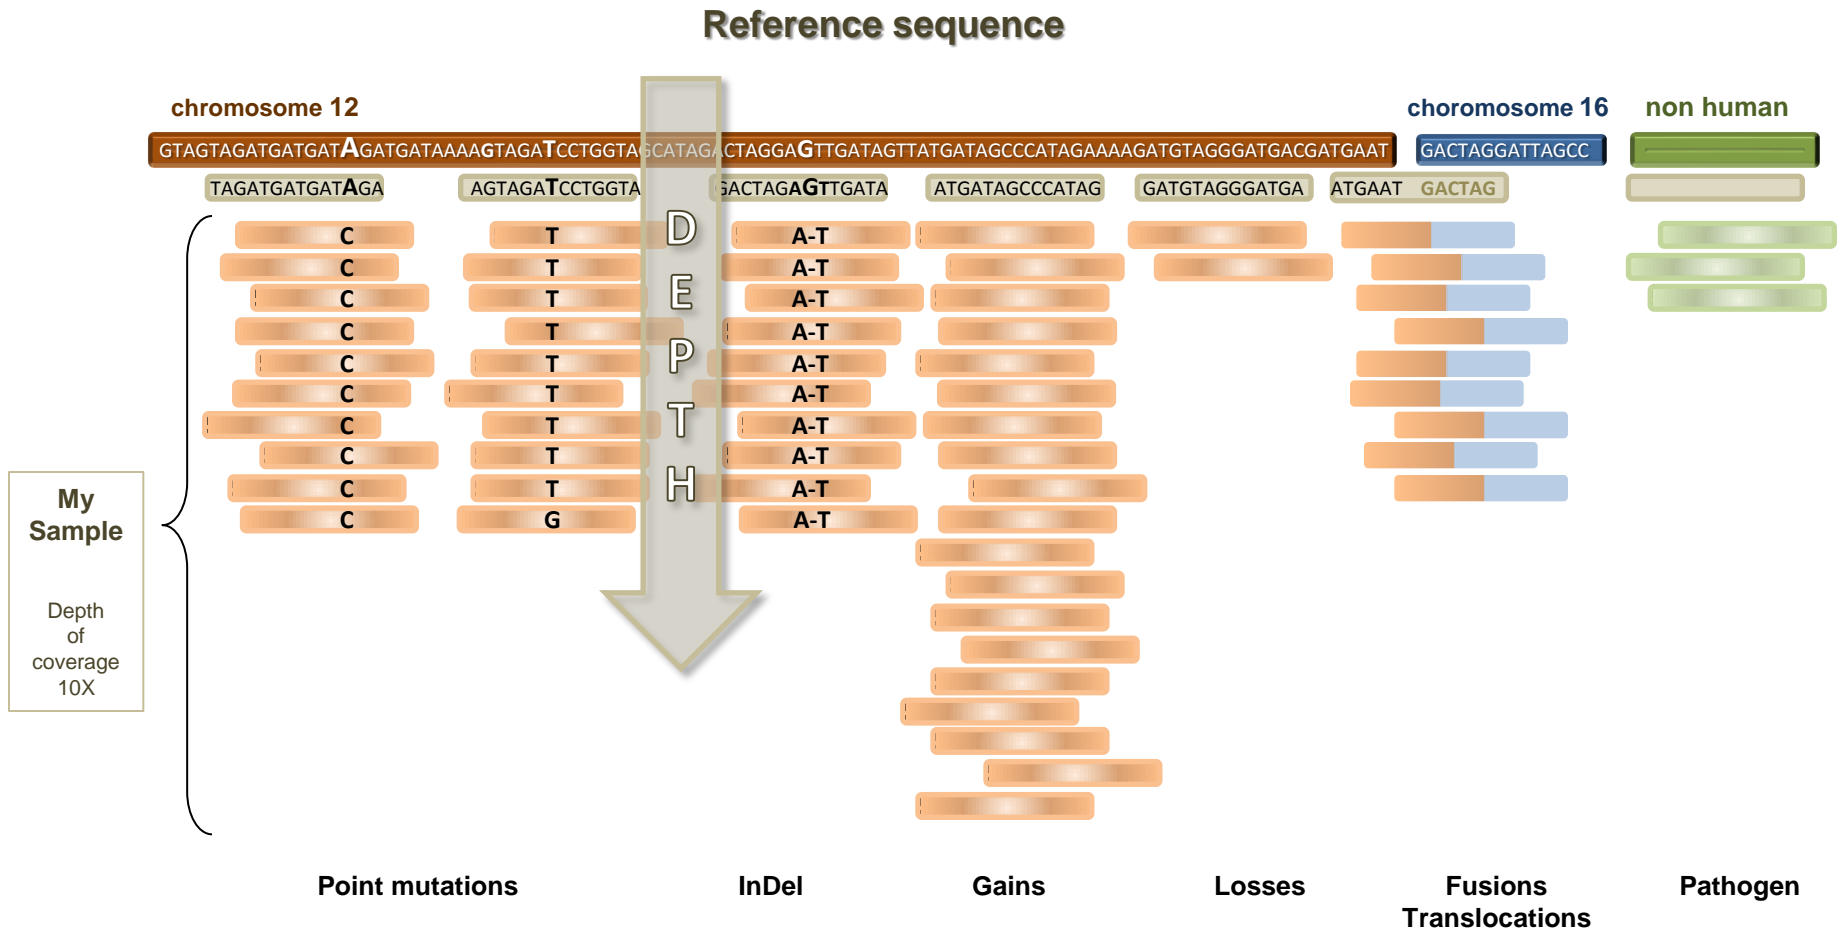 Reference sequence
chromosome 12
choromosome 16
non human
GTAGTAGATGATGATAGATGATAAAAGTAGATCCTGGTAGCATAGACTAGGAGTTGATAGTTATGATAGCCCATAGAAAAGATGTAGGGATGACGATGAAT
GACTAGGATTAGCC
TAGATGATGATAGA
AGTAGATCCTGGTA
GACTAGAGTTGATA
ATGATAGCCCATAG
GATGTAGGGATGA
ATGAAT GACTAG
C T A-T
C T A-T
C T A-T
C T A-T
C T A-T
C T A-T
C T A-T
C T A-T
C T A-T
C G A-T
DEPTH
My
Sample
Depth
of
coverage
10X
Point mutations
InDel
Gains
Losses
Fusions
Translocations
Pathogen